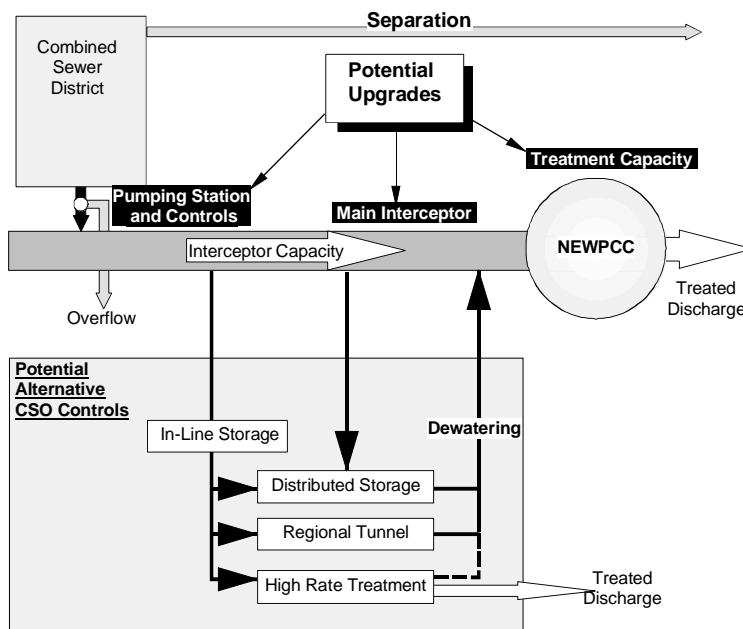 Separation
Combined
Sewer
District
Potential
Upgrades
Treatment Capacity
Pumping Station
and Controls
Main Interceptor
Interceptor Capacity
NEWPCC
Treated
Discharge
Overflow
Potential
Alternative
CSO Controls
In-Line Storage
Dewatering
Distributed Storage
Regional Tunnel
High Rate Treatment
Treated
Discharge